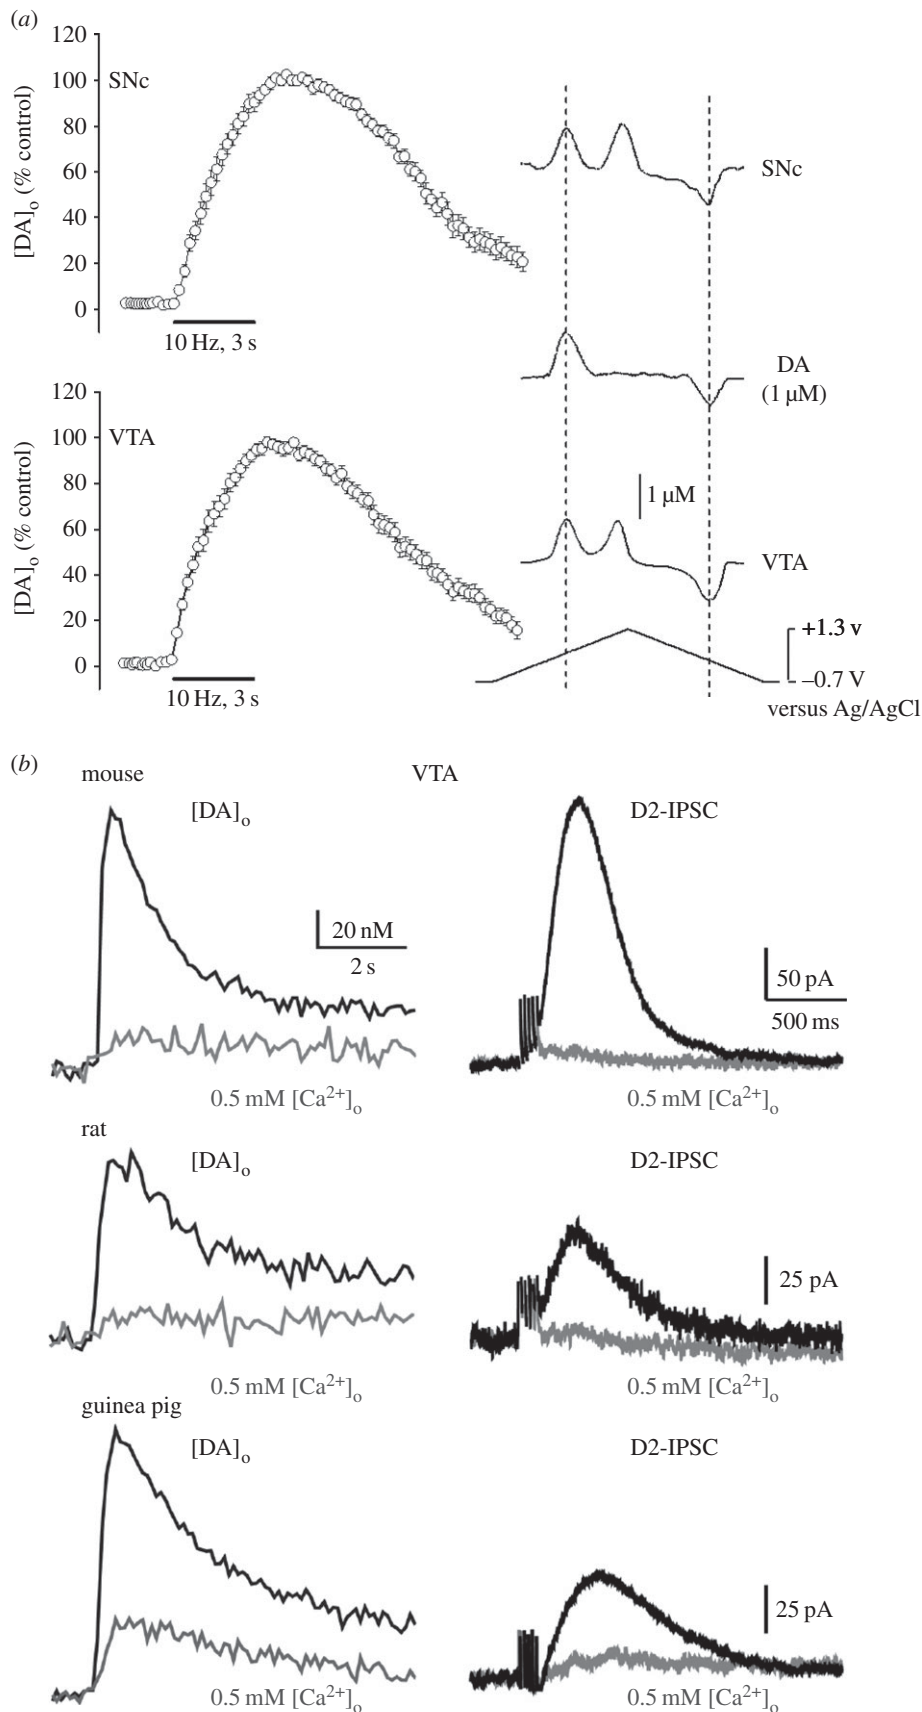 (a)
120
100
80
60
40
20
0
[DA]o (% control)
SNc
10 Hz, 3 s
SNc
DA
(1 µM)
1 µM
VTA
+1.3 v
–0.7 V
versus Ag/AgCl
120
100
80
60
40
20
0
[DA]o (% control)
VTA
10 Hz, 3 s
(b)
mouse
VTA
[DA]o
D2-IPSC
20 nM
2 s
50 pA
500 ms
0.5 mM [Ca2+]o
0.5 mM [Ca2+]o
rat
[DA]o
D2-IPSC
25 pA
0.5 mM [Ca2+]o
0.5 mM [Ca2+]o
guinea pig
[DA]o
D2-IPSC
25 pA
0.5 mM [Ca2+]o
0.5 mM [Ca2+]o